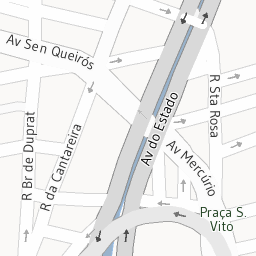 Av Sen Queirós
R Sta Rosa
Av do Estado
R Br de Duprat
R da Cantareira
Av Mercúrio
Praça S.
Vito